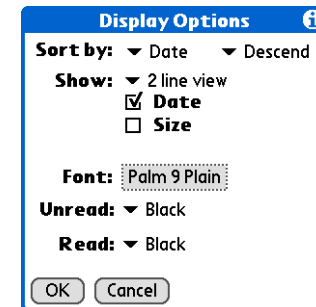 Display Options i
Sort by: Date Descend
Show: 2 line view
Date
Size
Font: Palm 9 Plain
Unread: Black
Read: Black
OK Cancel